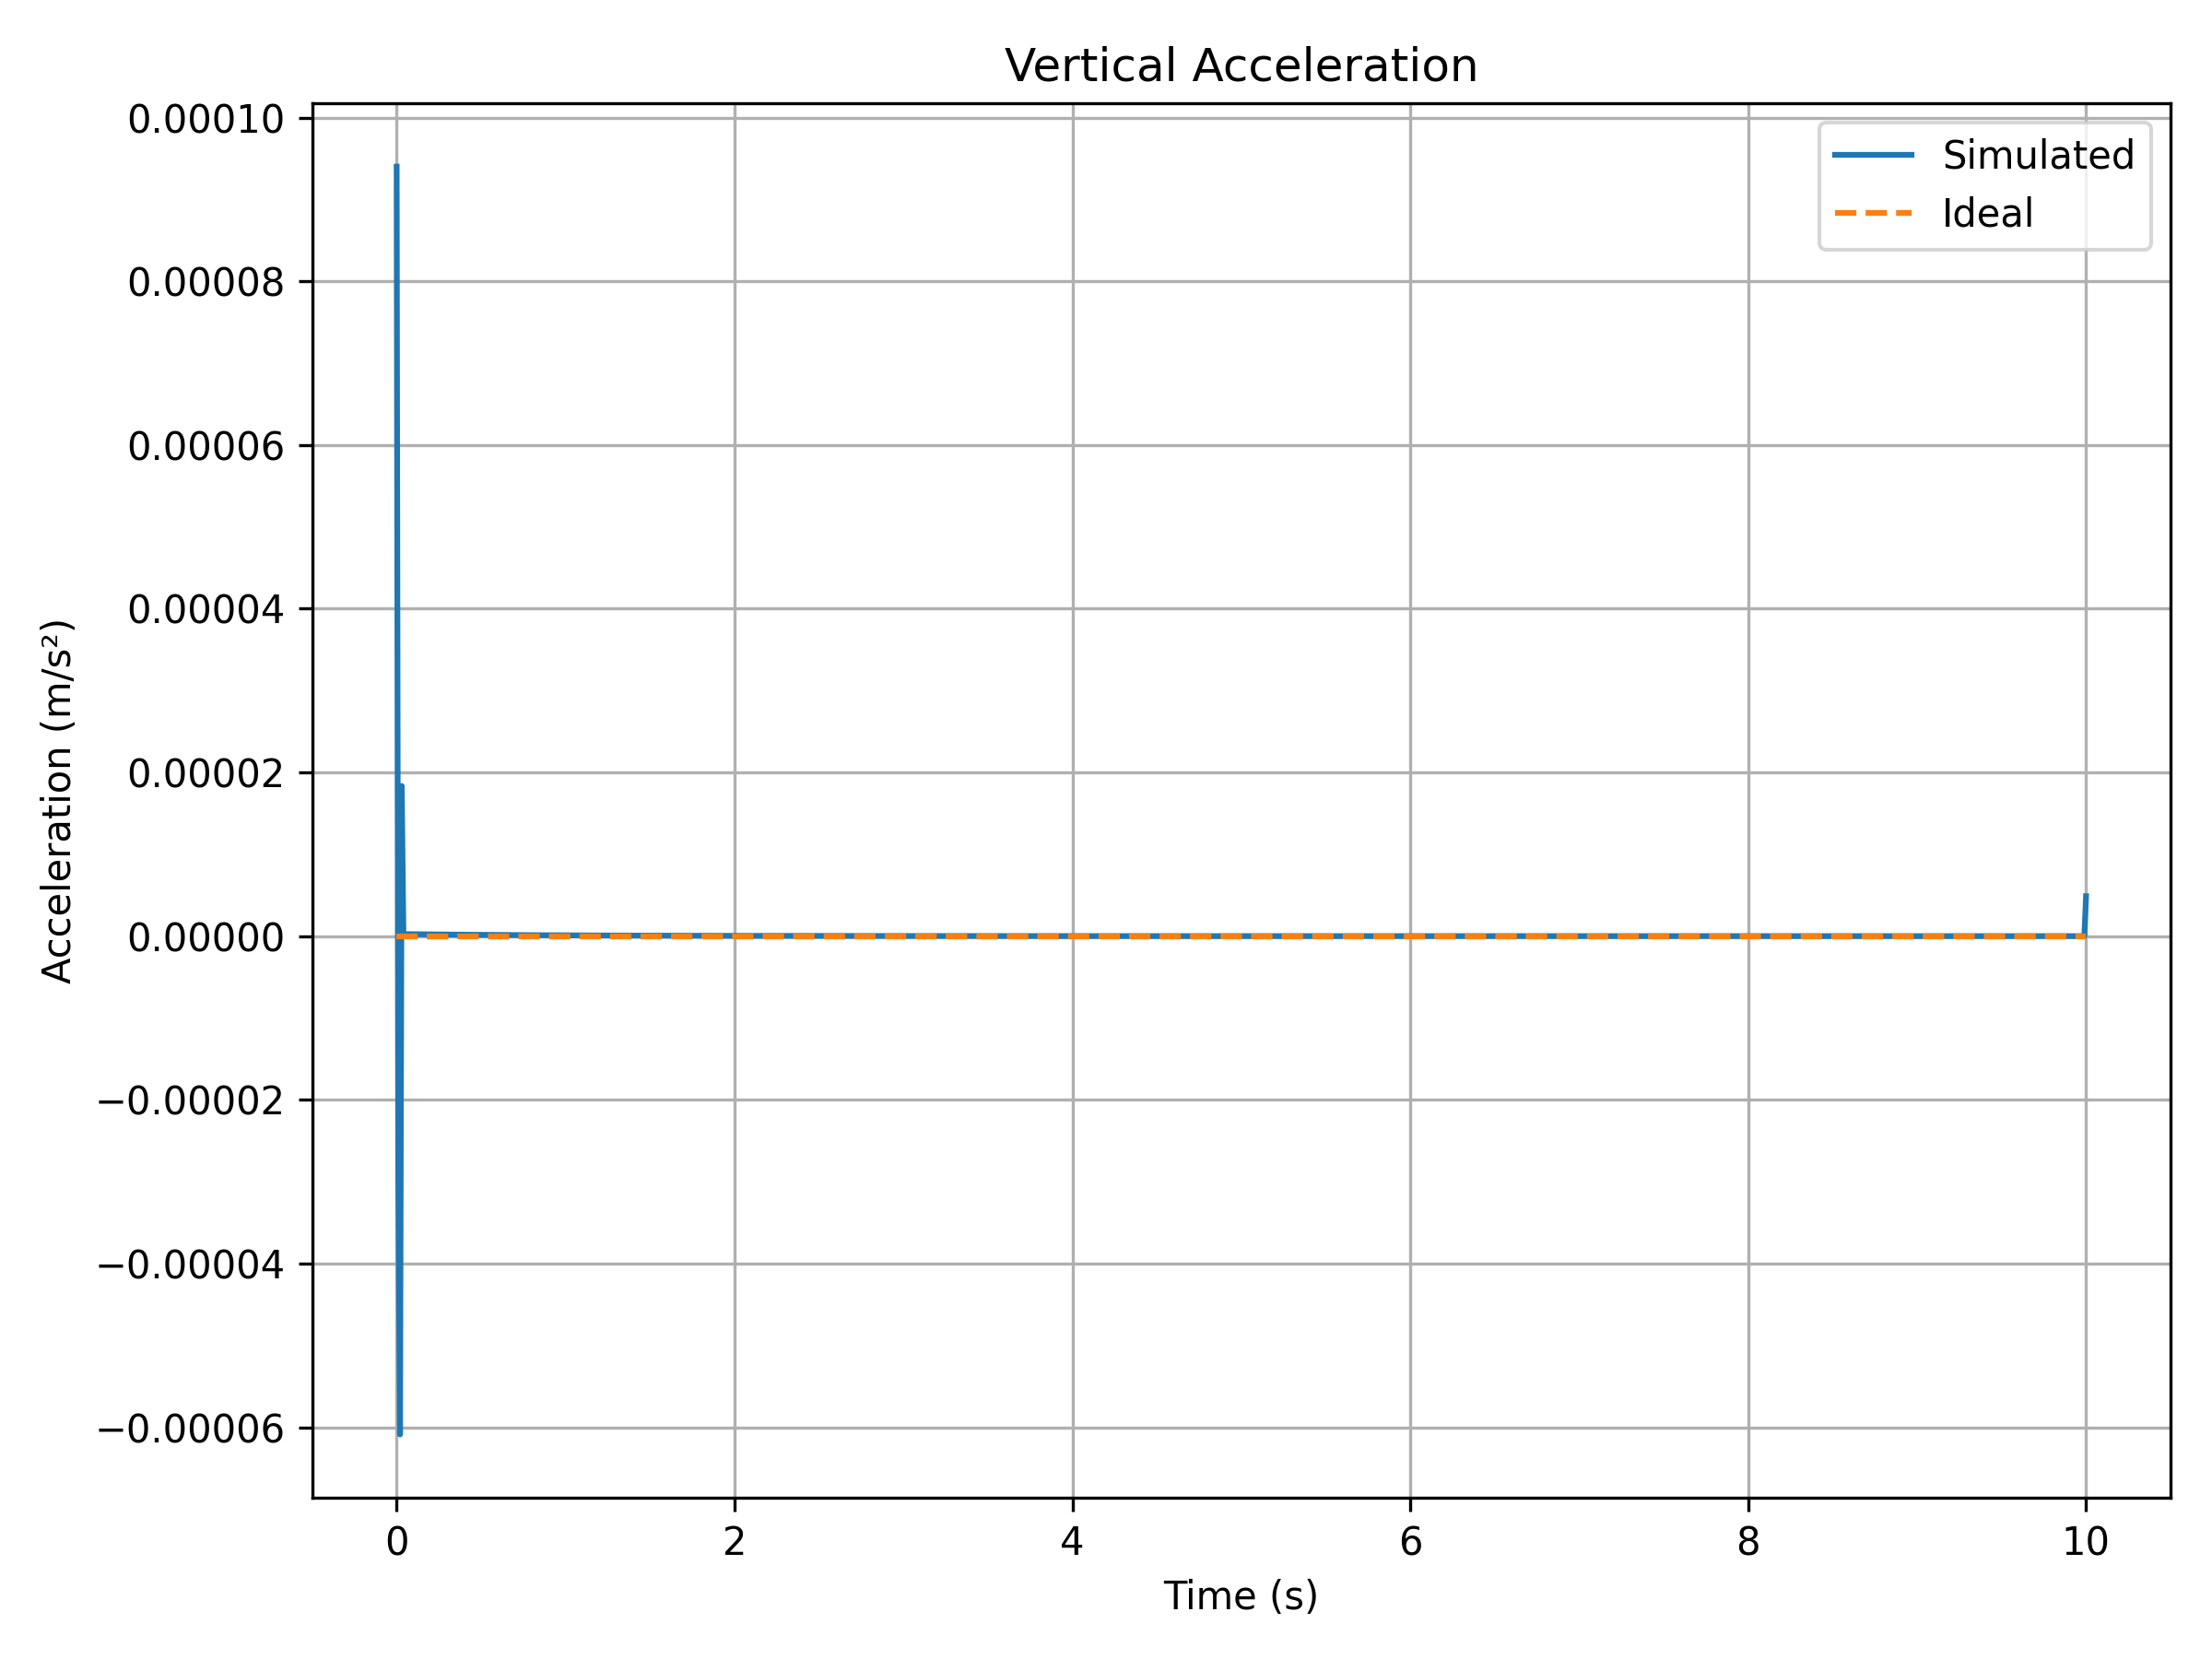 Vertical Acceleration
Simulated
Ideal
0.00010
0.00008
0.00006
0.00004
0.00002
0.00000
−0.00002
−0.00004
−0.00006
Acceleration (m/s²)
0 2 4 6 8 10
Time (s)